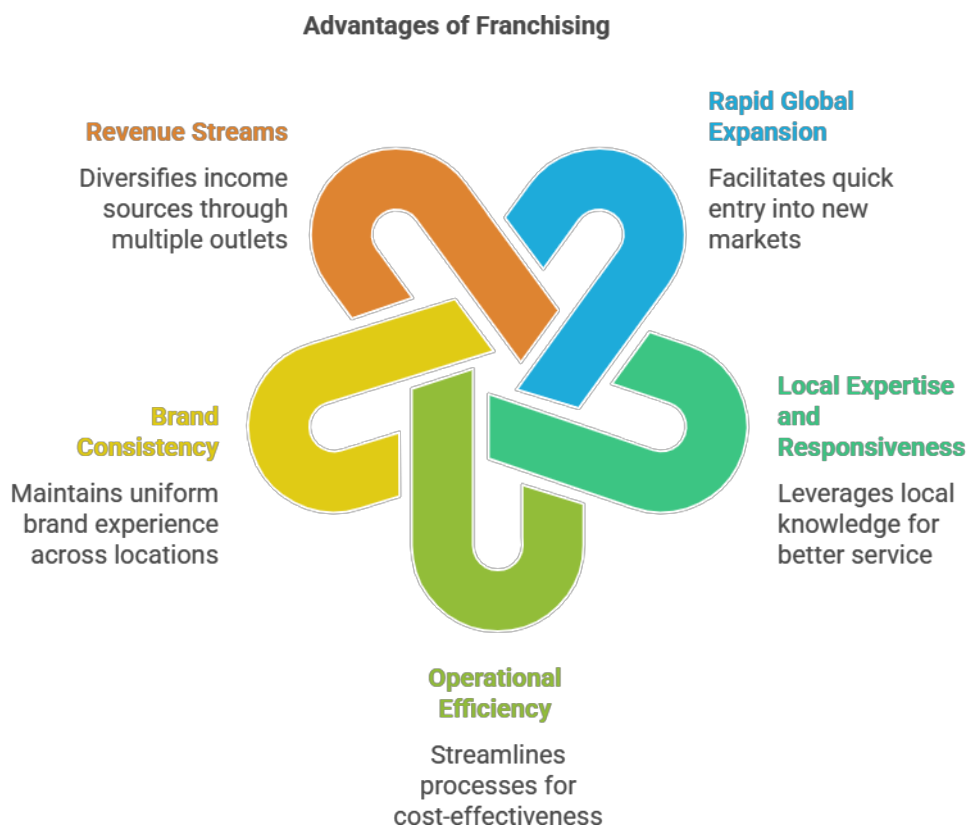 Advantages of Franchising
Revenue Streams
Diversifies income
sources through
multiple outlets
Rapid Global
Expansion
Facilitates quick
entry into new
markets
Brand
Consistency
Maintains uniform
brand experience
across locations
Local Expertise
and
Responsiveness
Leverages local
knowledge for
better service
Operational
Efficiency
Streamlines
processes for
cost-effectiveness